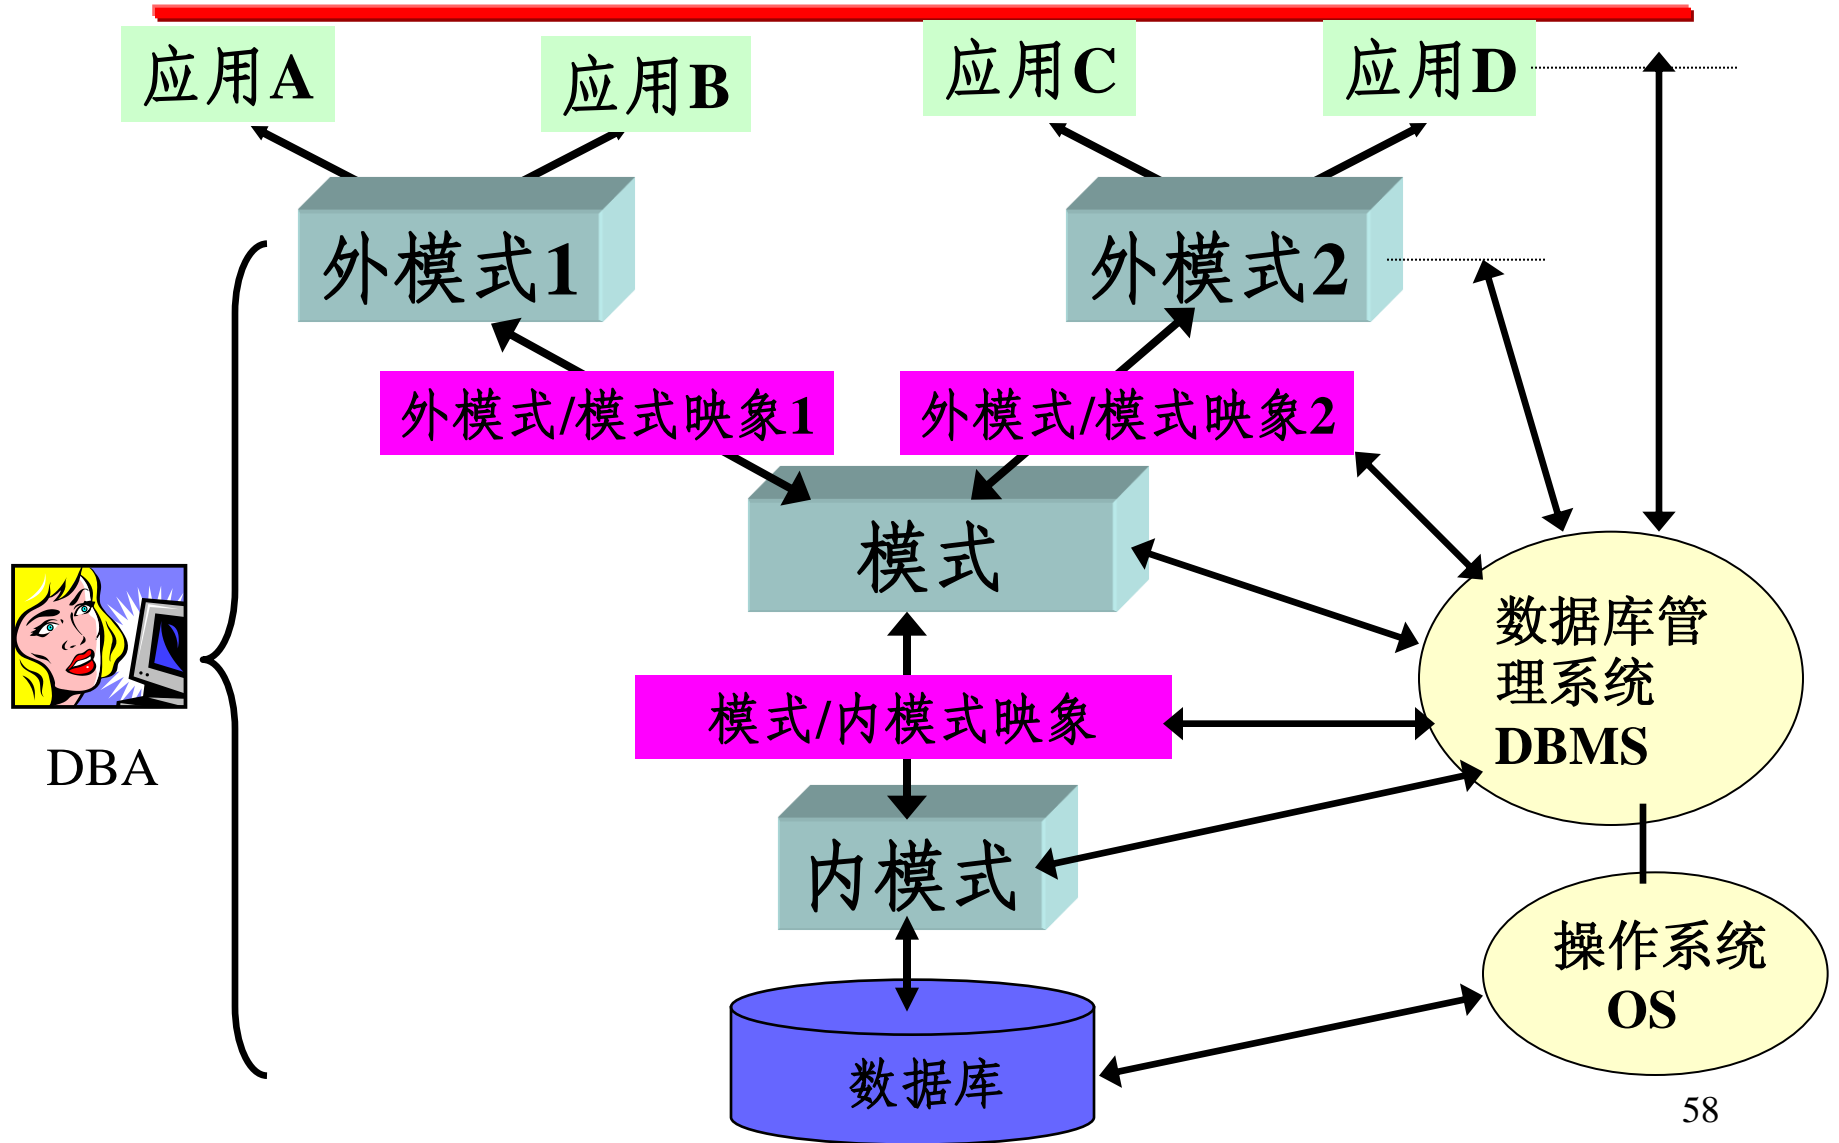 应用A
应用B
应用C
应用D
外模式1
外模式2
外模式/模式映象1
外模式/模式映象2
模式
数据库管
理系统
DBMS
模式/内模式映象
DBA
内模式
操作系统
OS
数据库
58